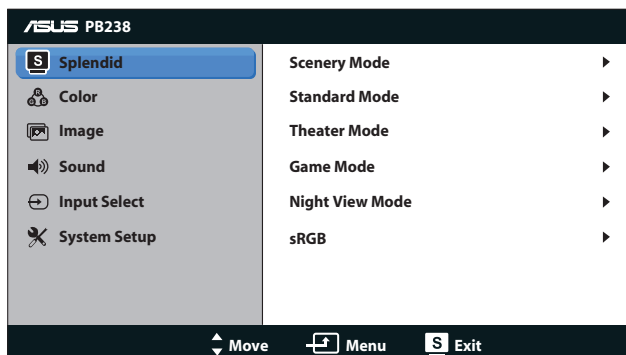 ASUS PB238
S Splendid
Color
Image
Sound
Input Select
System Setup
Scenery Mode
Standard Mode
Theater Mode
Game Mode
Night View Mode
sRGB
Move Menu S Exit